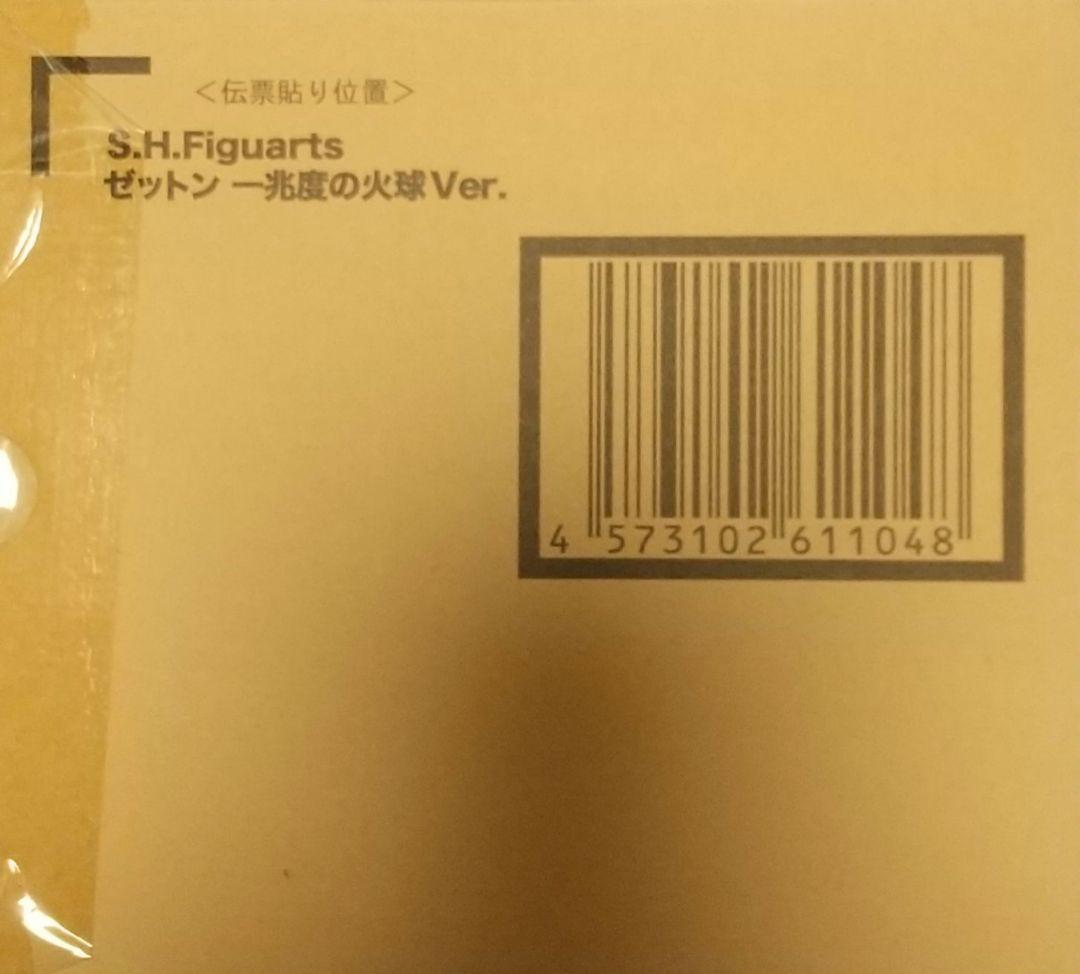 ＜伝票貼り位置＞
S.H.Figuarts
ゼットン 一兆度の火球Ver.
4 573102 611048